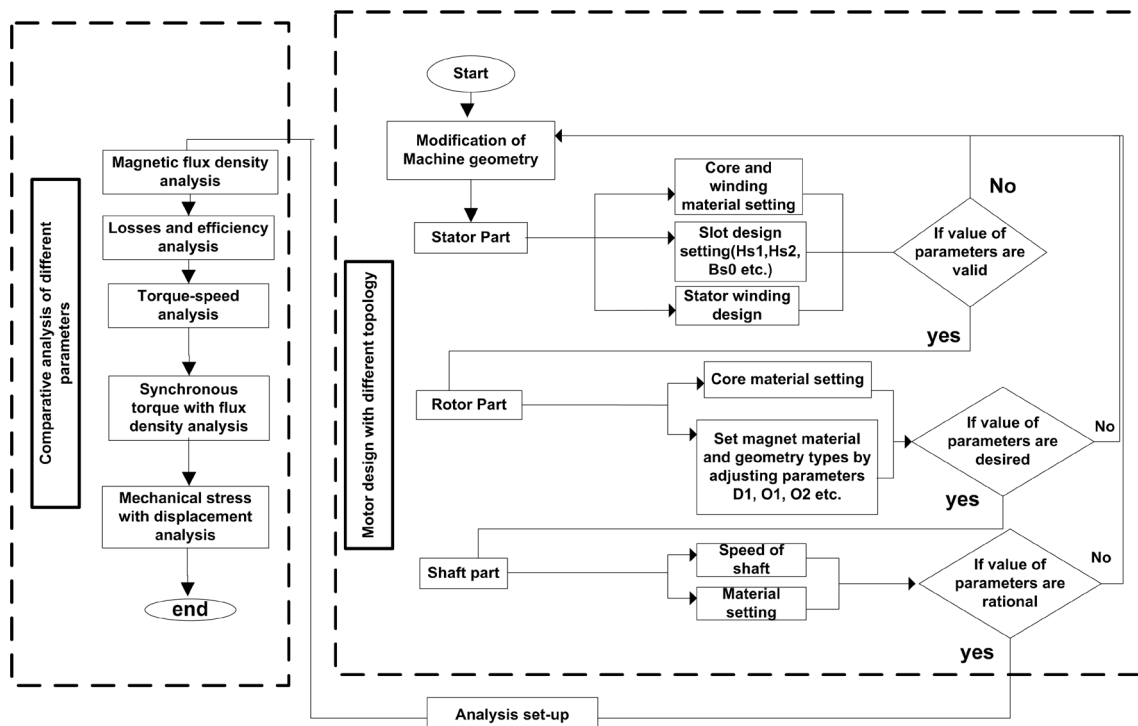 Comparative analysis of different
parameters
Magnetic flux density
analysis
Losses and efficiency
analysis
Torque-speed
analysis
Synchronous
torque with flux
density analysis
Mechanical stress
with displacement
analysis
end
Motor design with different topology
Start
Modification of
Machine geometry
Stator Part
Core and
winding
material setting
Slot design
setting(Hs1,Hs2,
Bs0 etc.)
Stator winding
design
No
If value of
parameters are
valid
yes
Rotor Part
Core material setting
Set magnet material
and geometry types by
adjusting parameters
D1, O1, O2 etc.
If value of
parameters are
desired
No
yes
Shaft part
Speed of
shaft
Material
setting
If value of
parameters are
rational
No
yes
Analysis set-up